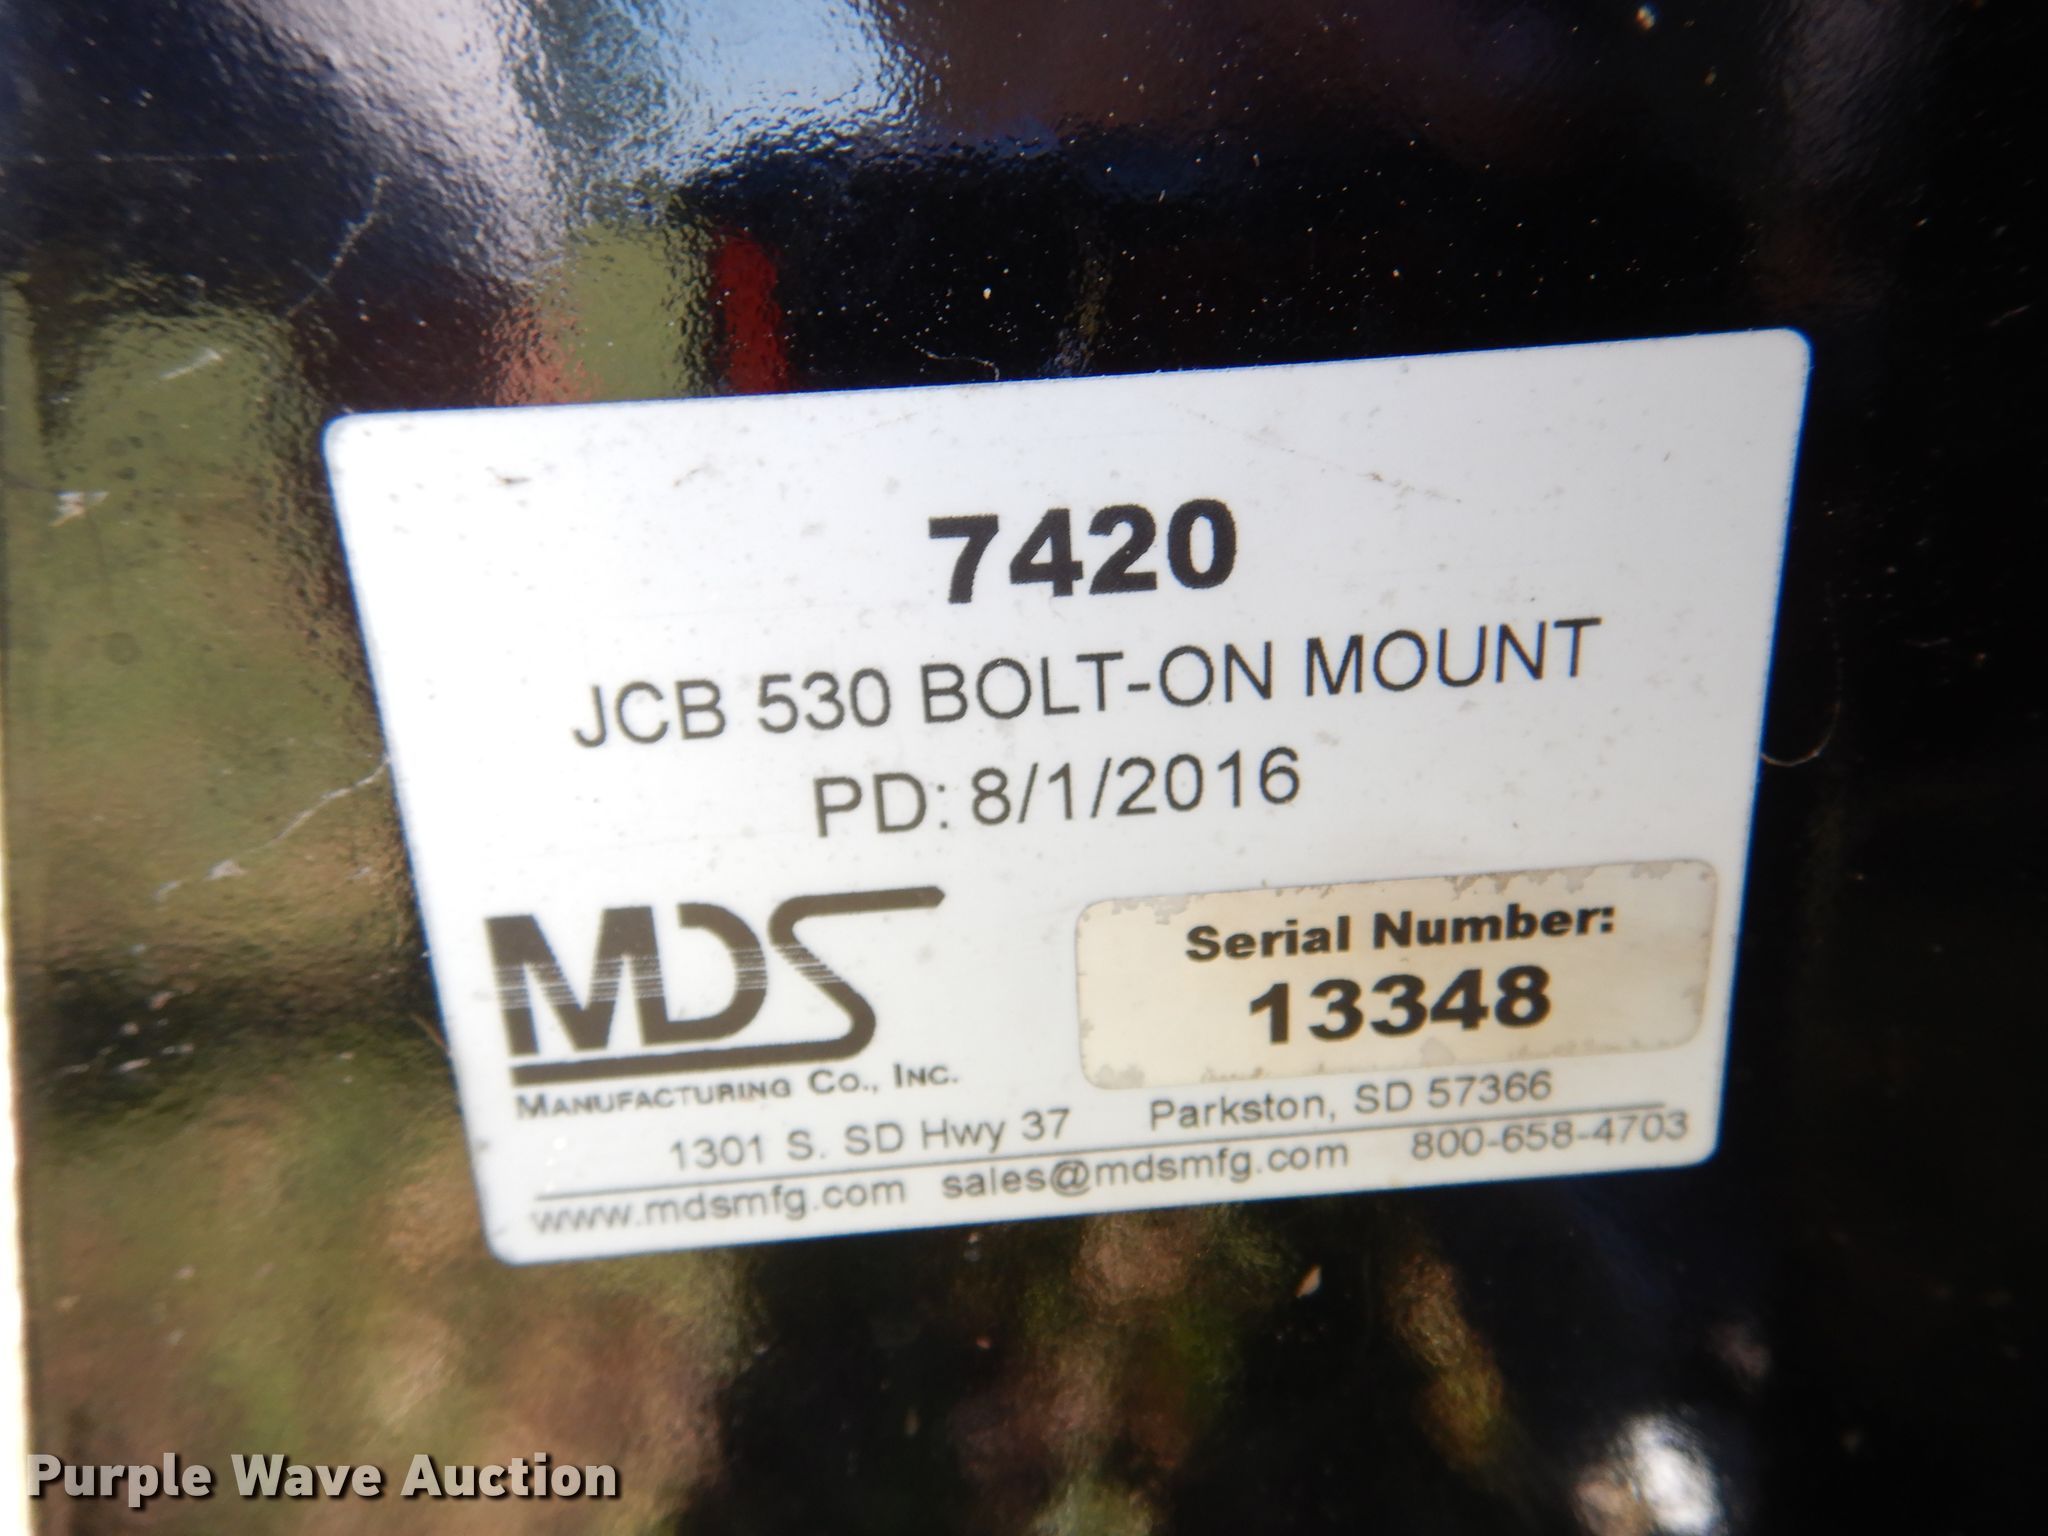 7420
JCB 530 BOLT-ON MOUNT
PD: 8/1/2016
MDS
MANUFACTURING CO., INC.
Serial Number:
13348
1301 S. SD Hwy 37 Parkston, SD 57366
www.mdsmfg.com sales@mdsmfg.com 800-658-4703
Purple Wave Auction